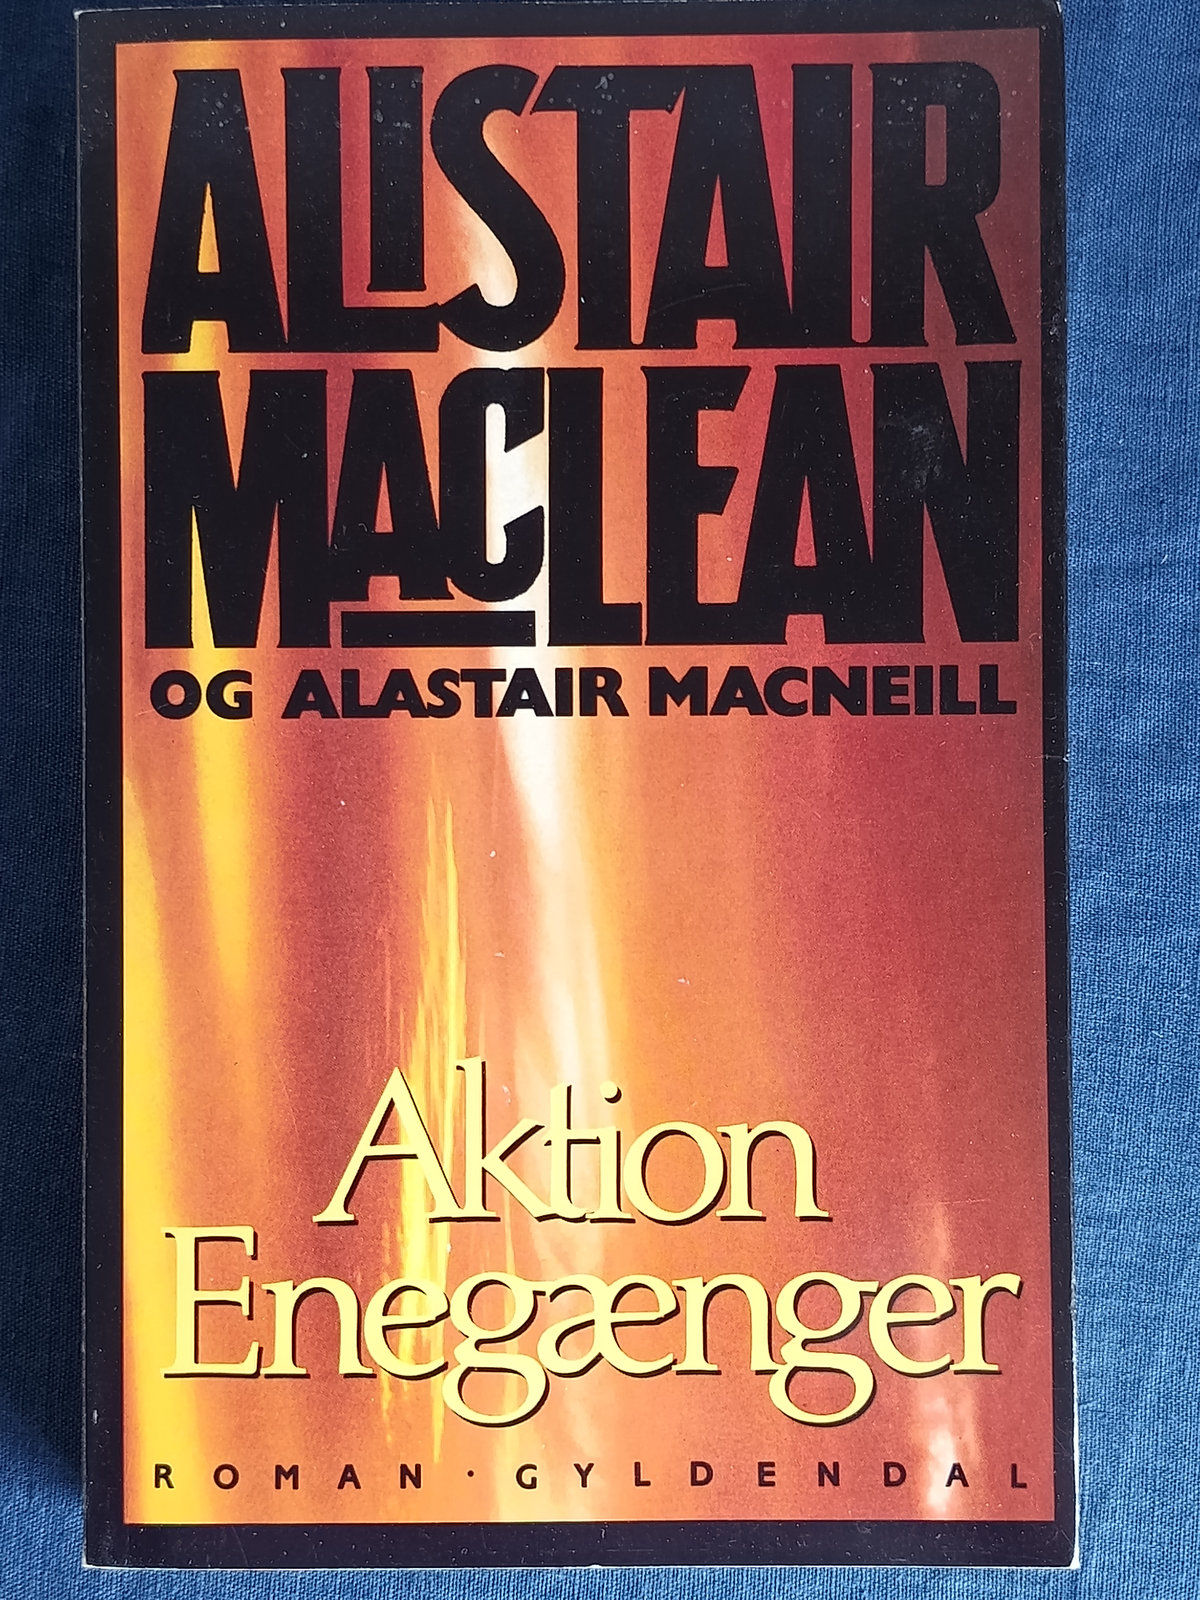 ALISTAIR
MACLEAN
OG ALASTAIR MACNEILL
Aktion
Enegænger
ROMAN · GYLDENDAL